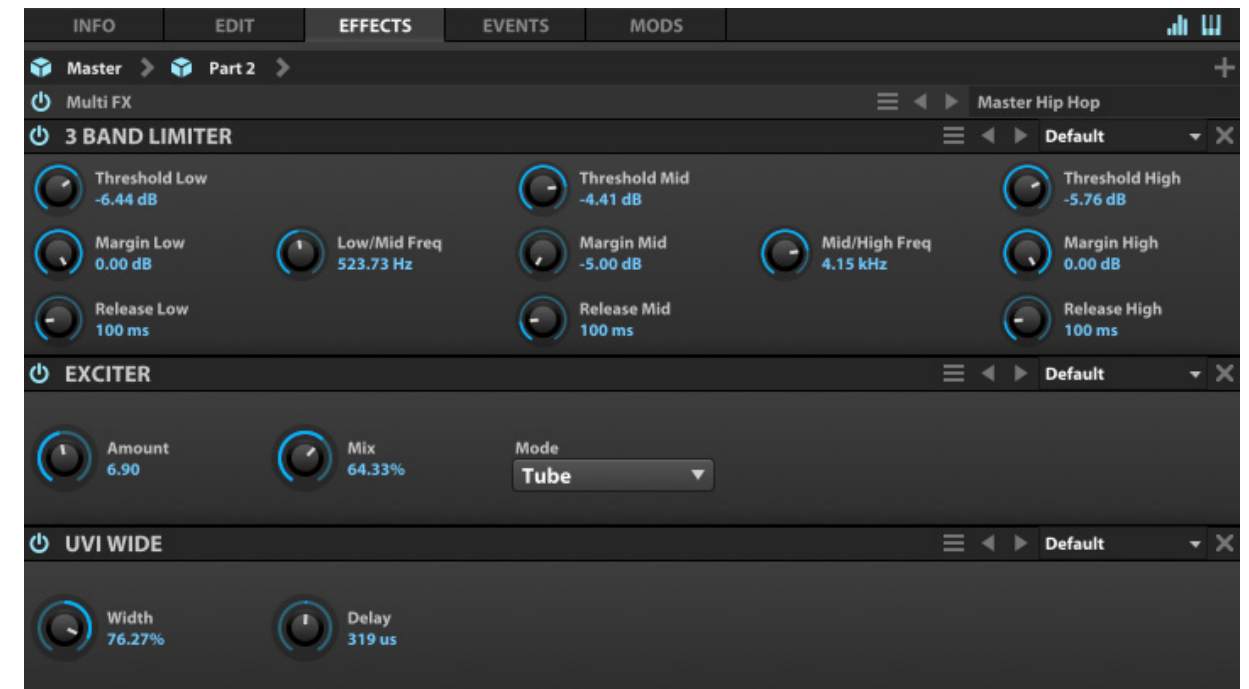 INFO EDIT EFFECTS EVENTS MODS
Master Part 2
Multi FX Master Hip Hop
3 BAND LIMITER Default
Threshold Low Threshold Mid Threshold High
-6.44 dB -4.41 dB -5.76 dB
Margin Low Low/Mid Freq Margin Mid Mid/High Freq Margin High
0.00 dB 523.73 Hz -5.00 dB 4.15 kHz 0.00 dB
Release Low Release Mid Release High
100 ms 100 ms 100 ms
EXCITER Default
Amount Mix Mode
6.90 64.33% Tube
UVI WIDE Default
Width Delay
76.27% 319 us